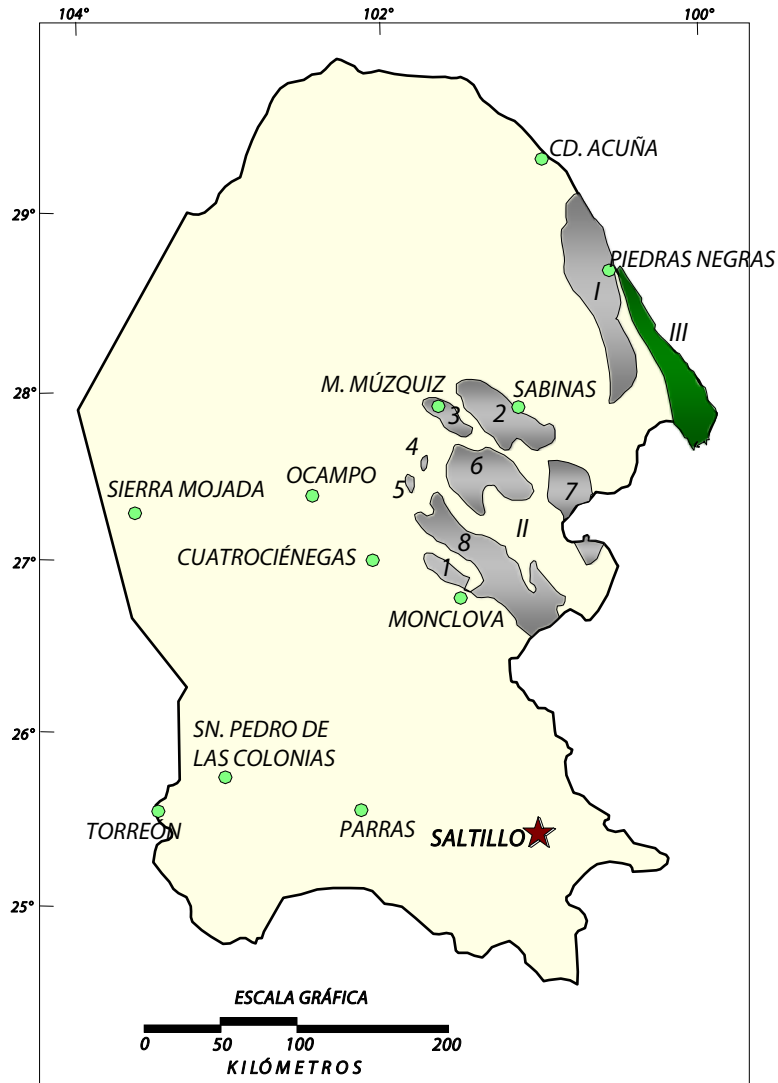 104°
102°
100°
CD. ACUÑA
29°
PIEDRAS NEGRAS
I
III
28°
M. MÚZQUIZ
SABINAS
3
2
4
6
OCAMPO
5
7
SIERRA MOJADA
II
8
27°
CUATROCIÉNEGAS
1
MONCLOVA
26°
SN. PEDRO DE
LAS COLONIAS
TORREÓN
PARRAS
SALTILLO
25°
ESCALA GRÁFICA
0 50 100 200
KILÓMETROS